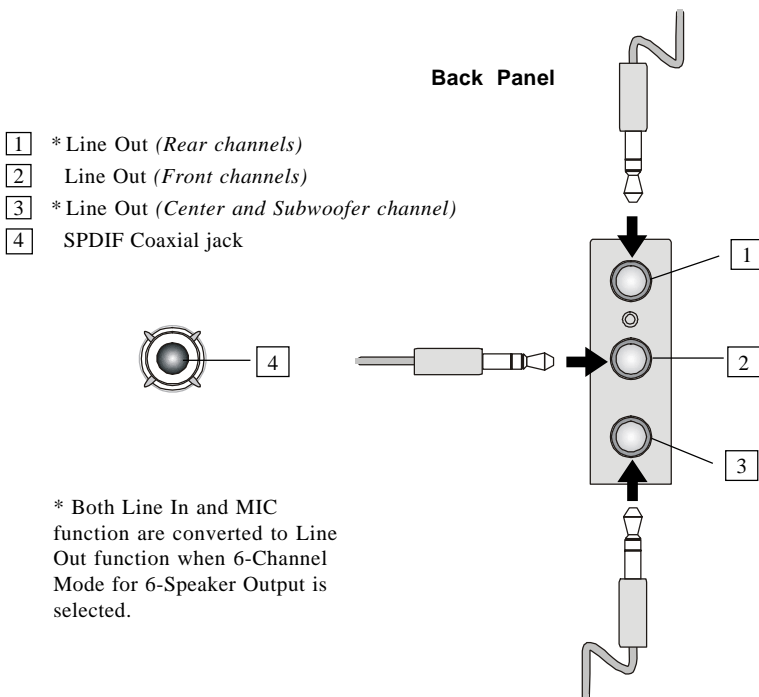 Back Panel
1 * Line Out (Rear channels)
2 Line Out (Front channels)
3 * Line Out (Center and Subwoofer channel)
4 SPDIF Coaxial jack
1
4
2
3
* Both Line In and MIC
function are converted to Line
Out function when 6-Channel
Mode for 6-Speaker Output is
selected.